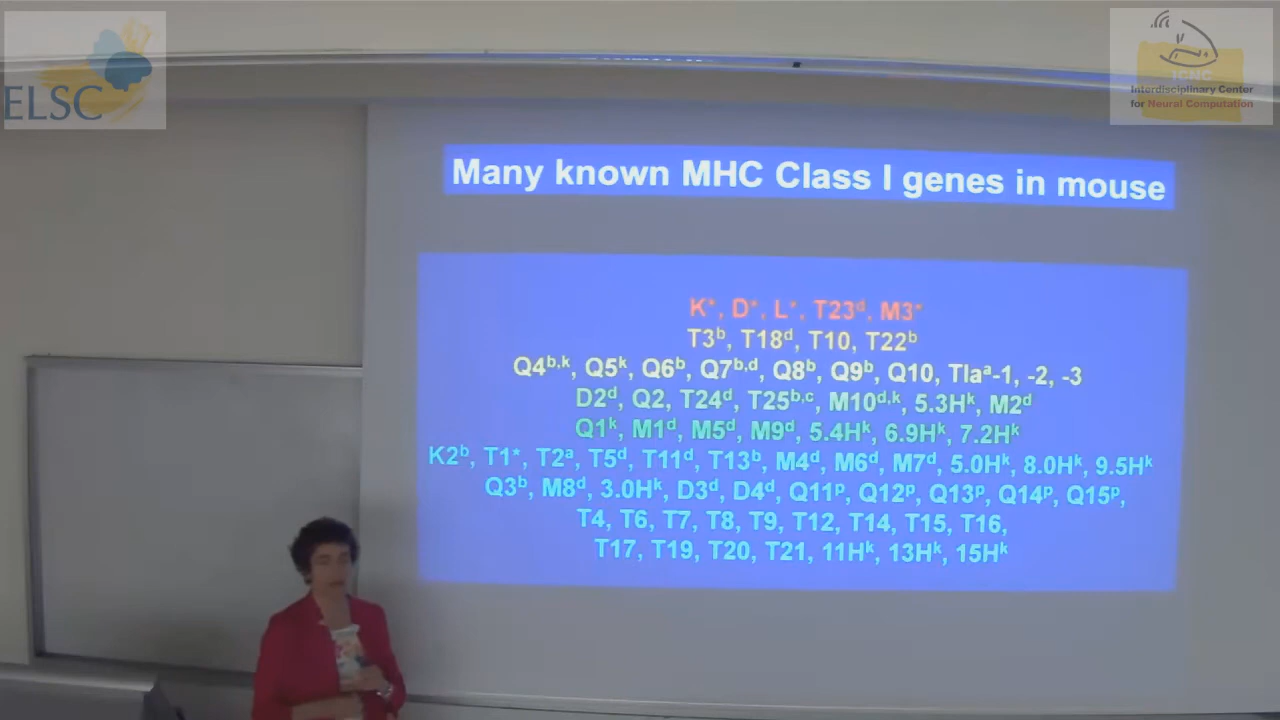 ELSC
ICNC
Interdisciplinary Center
for Neural Computation
Many known MHC Class I genes in mouse
K*, D*, L*, T23ᵈ, M3*
T3ᵇ, T18ᵈ, T10, T22ᵇ
Q4ᵇ·ᵏ, Q5ᵏ, Q6ᵇ, Q7ᵇ·ᵈ, Q8ᵇ, Q9ᵇ, Q10, Tlaᵃ-1, -2, -3
D2ᵈ, Q2, T24ᵈ, T25ᵇ·ᶜ, M10ᵈ·ᵏ, 5.3Hᵏ, M2ᵈ
Q1ᵏ, M1ᵈ, M5ᵈ, M9ᵈ, 5.4Hᵏ, 6.9Hᵏ, 7.2Hᵏ
K2ᵇ, T1*, T2ᵃ, T5ᵈ, T11ᵈ, T13ᵇ, M4ᵈ, M6ᵈ, M7ᵈ, 5.0Hᵏ, 8.0Hᵏ, 9.5Hᵏ
Q3ᵇ, M8ᵈ, 3.0Hᵏ, D3ᵈ, D4ᵈ, Q11ᵖ, Q12ᵖ, Q13ᵖ, Q14ᵖ, Q15ᵖ,
T4, T6, T7, T8, T9, T12, T14, T15, T16,
T17, T19, T20, T21, 11Hᵏ, 13Hᵏ, 15Hᵏ